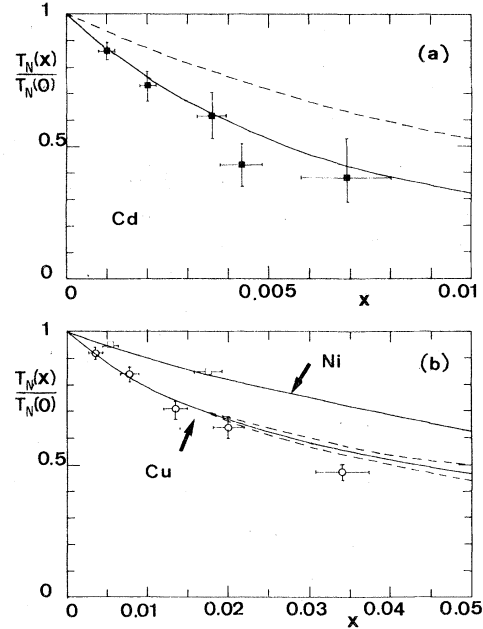 1
T_N(x)
T_N(0)
(a)
0.5
Cd
0
0 0.005 0.01
x
1
T_N(x)
T_N(0)
(b)
Ni
0.5
Cu
0
0 0.01 0.02 0.03 0.04 0.05
x